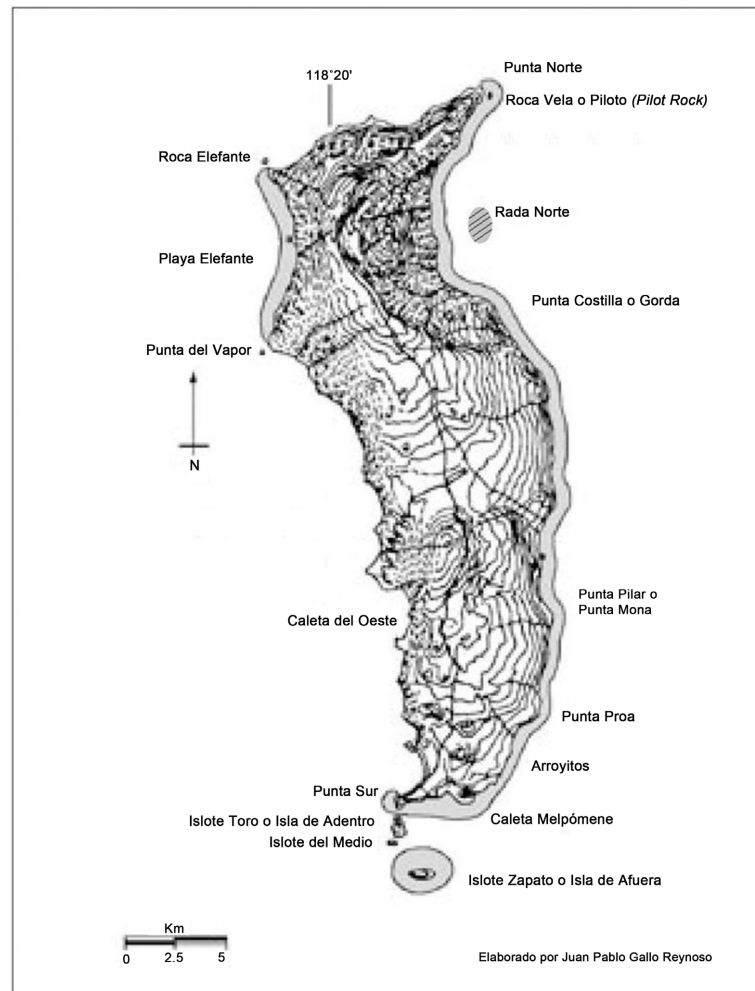 Punta Norte
118°20'
Roca Vela o Piloto (Pilot Rock)
Roca Elefante
Rada Norte
Playa Elefante
Punta Costilla o Gorda
Punta del Vapor
N
Punta Pilar o
Punta Mona
Caleta del Oeste
Punta Proa
Arroyitos
Punta Sur
Islote Toro o Isla de Adentro
Caleta Melpómene
Islote del Medio
Islote Zapato o Isla de Afuera
Km
0 2.5 5
Elaborado por Juan Pablo Gallo Reynoso